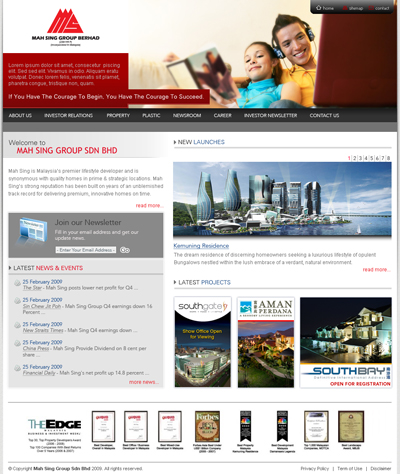 home sitemap contact
MAH SING GROUP BERHAD
Lorem ipsum dolor sit amet, consectetur piscing
elit. Sed sed elit. Vivamus in odio. Aliquam eratu
volutpat. Donec lorem felis, venenatis sit plamet,
pharetra congue, tristique non, quam.
If You Have The Courage To Begin, You Have The Courage To Succeed.
ABOUT US INVESTOR RELATIONS PROPERTY PLASTIC NEWSROOM CAREER INVESTOR NEWSLETTER CONTACT US
Welcome to
MAH SING GROUP SDN BHD
Mah Sing is Malaysia's premier lifestyle developer and is
synonymous with quality homes in prime & strategic locations. Mah
Sing's strong reputation has been built on years of an unblemished
track record for delivering premium, innovative homes on time.
read more...
Join our Newsletter
Fill in your email address and get our
update news.
- Enter Your Email Address - Go
LATEST NEWS & EVENTS
25 February 2009
The Star - Mah Sing posts lower net profit for Q4 ...
25 February 2009
Sin Chew Jit Poh - Mah Sing Group Q4 earnings down 16
Percent ...
25 February 2009
New Straits Times - Mah Sing Q4 earnings down ...
25 February 2009
China Press - Mah Sing Provide Dividend on 8 sent per
share ...
25 February 2009
Financial Daily - Mah Sing's net profit up 14.8 percent ...
more news...
NEW LAUNCHES
1 2 3 4 5 6 7 8
Kemuning Residence
The dream residence of discerning homeowners seeking a luxurious lifestyle of opulent
Bungalows nestled within the lush embrace of a verdant, natural environment.
read more...
LATEST PROJECTS
southgate
Show Office Open
for Viewing
AMAN
PERDANA
SOUTHBAY
OPEN FOR REGISTRATION
THE EDGE
MALAYSIA
Forbes
© Copyright Mah Sing Group Sdn Bhd 2009. All rights reserved.
Privacy Policy | Term of Use | Disclaimer